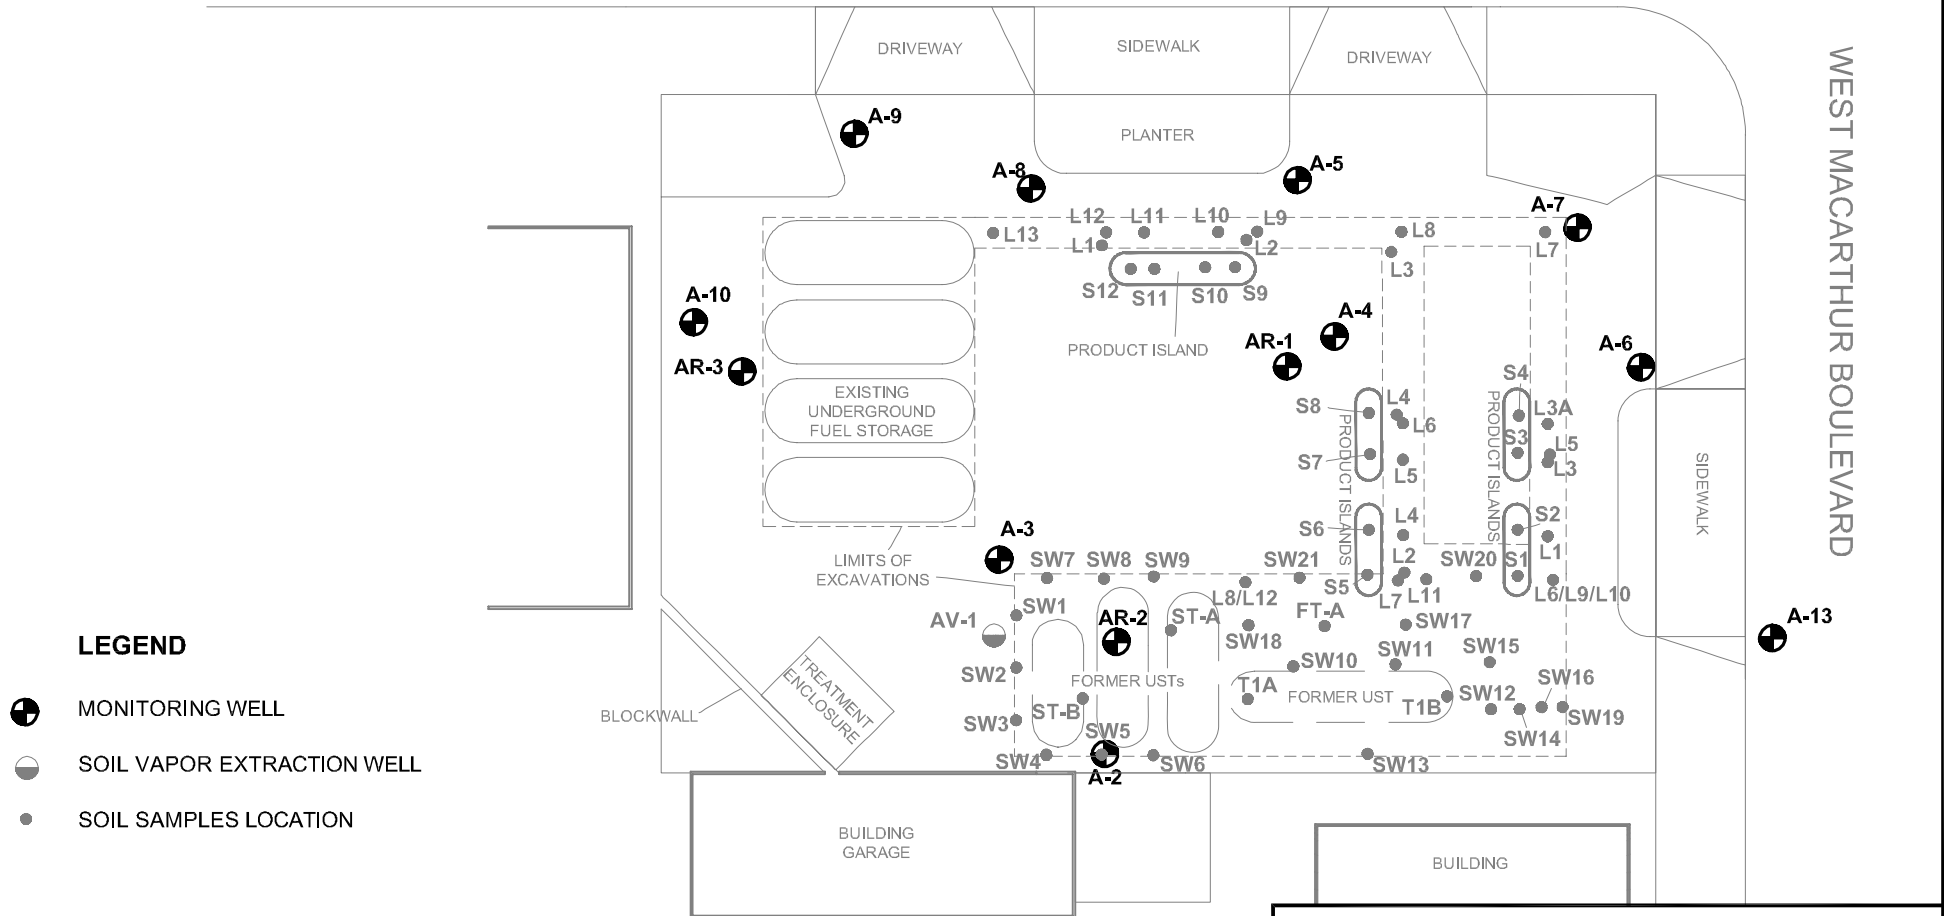 DRIVEWAY
SIDEWALK
DRIVEWAY
WEST MACARTHUR BOULEVARD
A-9
PLANTER
A-8
A-5
A-7
L13
L12
L11
L10
L9
L8
L7
L1
L2
L3
S12
S11
S10
S9
A-10
A-4
PRODUCT ISLAND
AR-1
A-6
AR-3
EXISTING
UNDERGROUND
FUEL STORAGE
S8
L4
L6
S4
L3A
S3
L5
L3
S7
L5
PRODUCT ISLANDS
PRODUCT ISLANDS
SIDEWALK
S6
L4
S2
L1
A-3
LIMITS OF
EXCAVATIONS
SW7
SW8
SW9
SW21
S5
L2
SW20
S1
L8/L12
L7
L11
L6/L9/L10
AV-1
SW1
AR-2
ST-A
SW18
FT-A
SW17
A-13
SW2
FORMER USTs
SW10
SW11
SW15
T1A
FORMER UST
T1B
SW12
SW16
TREATMENT
ENCLOSURE
BLOCKWALL
SW3
ST-B
SW5
SW14
SW19
SW4
A-2
SW6
SW13
BUILDING
GARAGE
BUILDING
LEGEND
MONITORING WELL
SOIL VAPOR EXTRACTION WELL
SOIL SAMPLES LOCATION